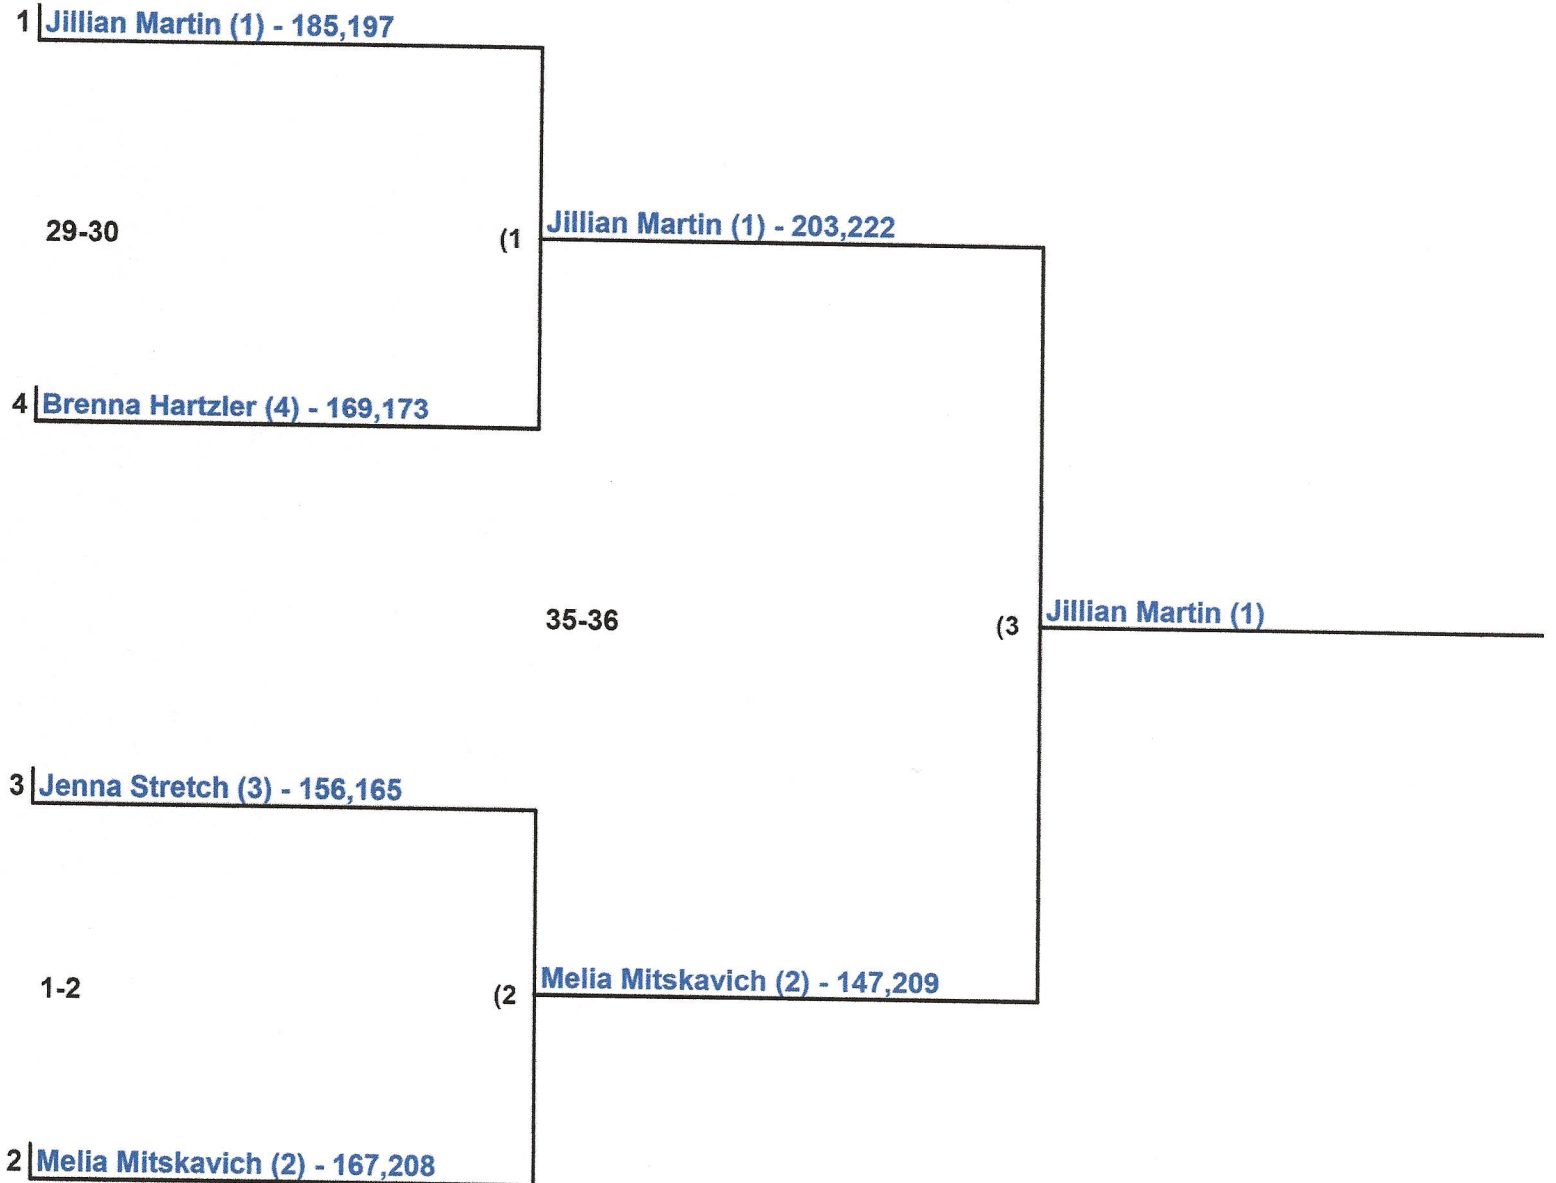 1 Jillian Martin (1) - 185,197
29-30
(1
Jillian Martin (1) - 203,222
4 Brenna Hartzler (4) - 169,173
35-36
(3
Jillian Martin (1)
3 Jenna Stretch (3) - 156,165
1-2
(2
Melia Mitskavich (2) - 147,209
2 Melia Mitskavich (2) - 167,208